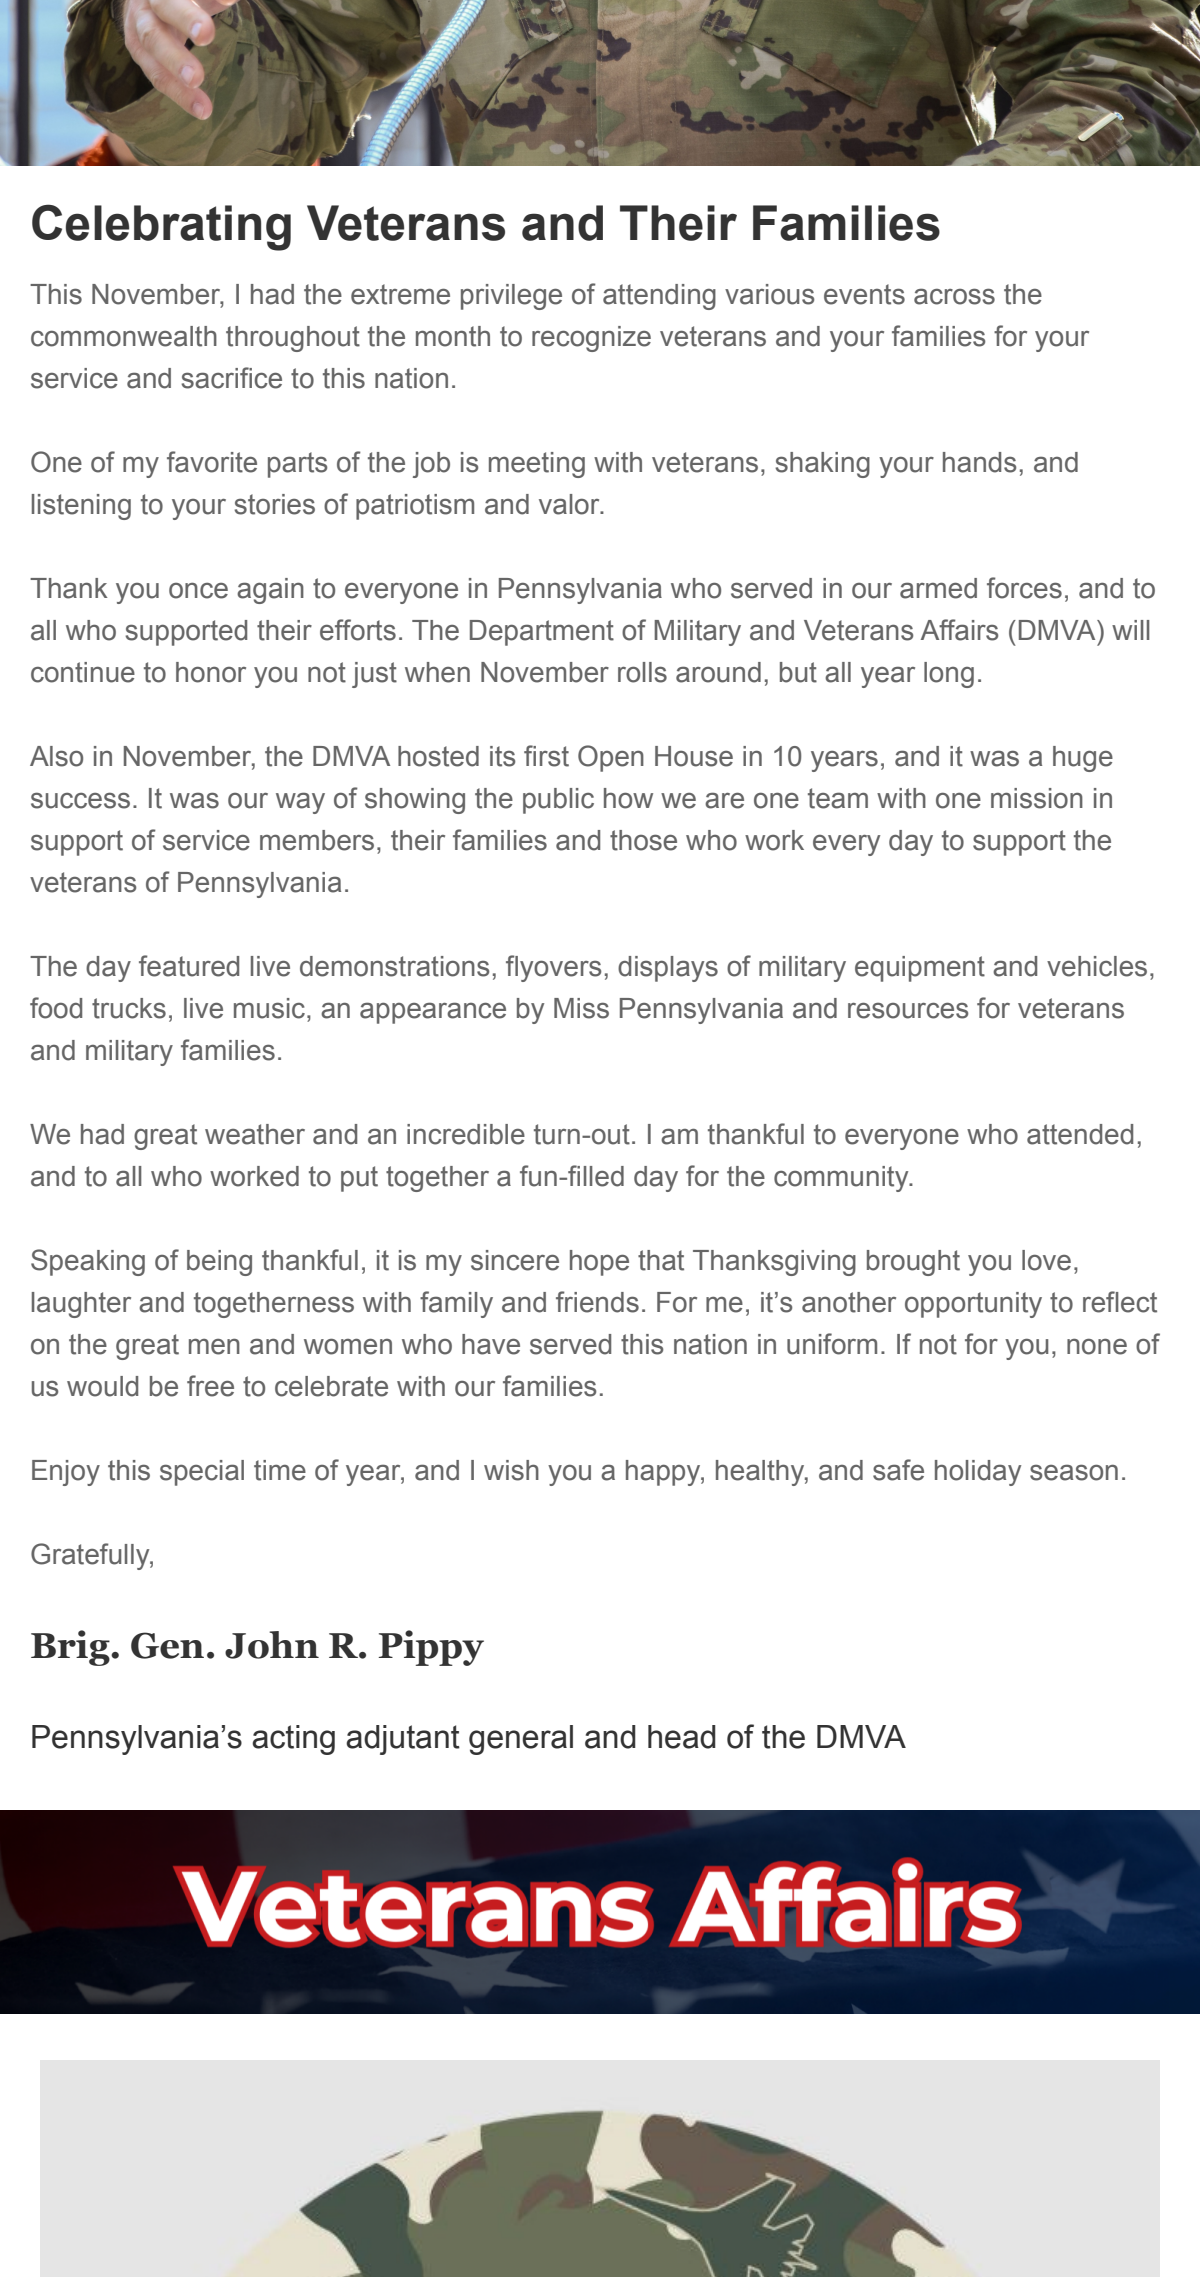 Celebrating Veterans and Their Families
This November, I had the extreme privilege of attending various events across the
commonwealth throughout the month to recognize veterans and your families for your
service and sacrifice to this nation.
One of my favorite parts of the job is meeting with veterans, shaking your hands, and
listening to your stories of patriotism and valor.
Thank you once again to everyone in Pennsylvania who served in our armed forces, and to
all who supported their efforts. The Department of Military and Veterans Affairs (DMVA) will
continue to honor you not just when November rolls around, but all year long.
Also in November, the DMVA hosted its first Open House in 10 years, and it was a huge
success. It was our way of showing the public how we are one team with one mission in
support of service members, their families and those who work every day to support the
veterans of Pennsylvania.
The day featured live demonstrations, flyovers, displays of military equipment and vehicles,
food trucks, live music, an appearance by Miss Pennsylvania and resources for veterans
and military families.
We had great weather and an incredible turn-out. I am thankful to everyone who attended,
and to all who worked to put together a fun-filled day for the community.
Speaking of being thankful, it is my sincere hope that Thanksgiving brought you love,
laughter and togetherness with family and friends. For me, it’s another opportunity to reflect
on the great men and women who have served this nation in uniform. If not for you, none of
us would be free to celebrate with our families.
Enjoy this special time of year, and I wish you a happy, healthy, and safe holiday season.
Gratefully,
Brig. Gen. John R. Pippy
Pennsylvania’s acting adjutant general and head of the DMVA
Veterans Affairs